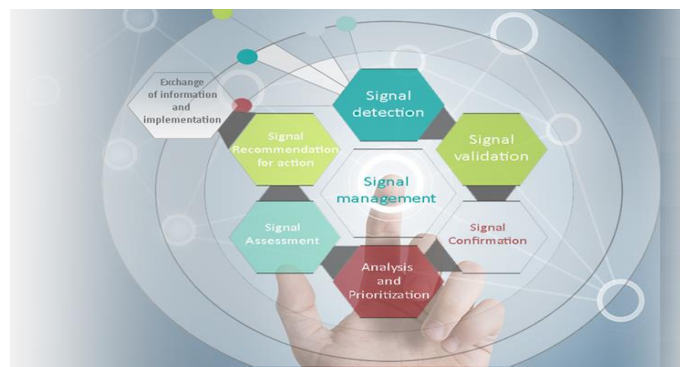 Exchange
of information
and
implementation
Signal
detection
Signal
validation
Signal
Recommendation
for action
Signal
management
Signal
Assessment
Signal
Confirmation
Analysis
and
Prioritization